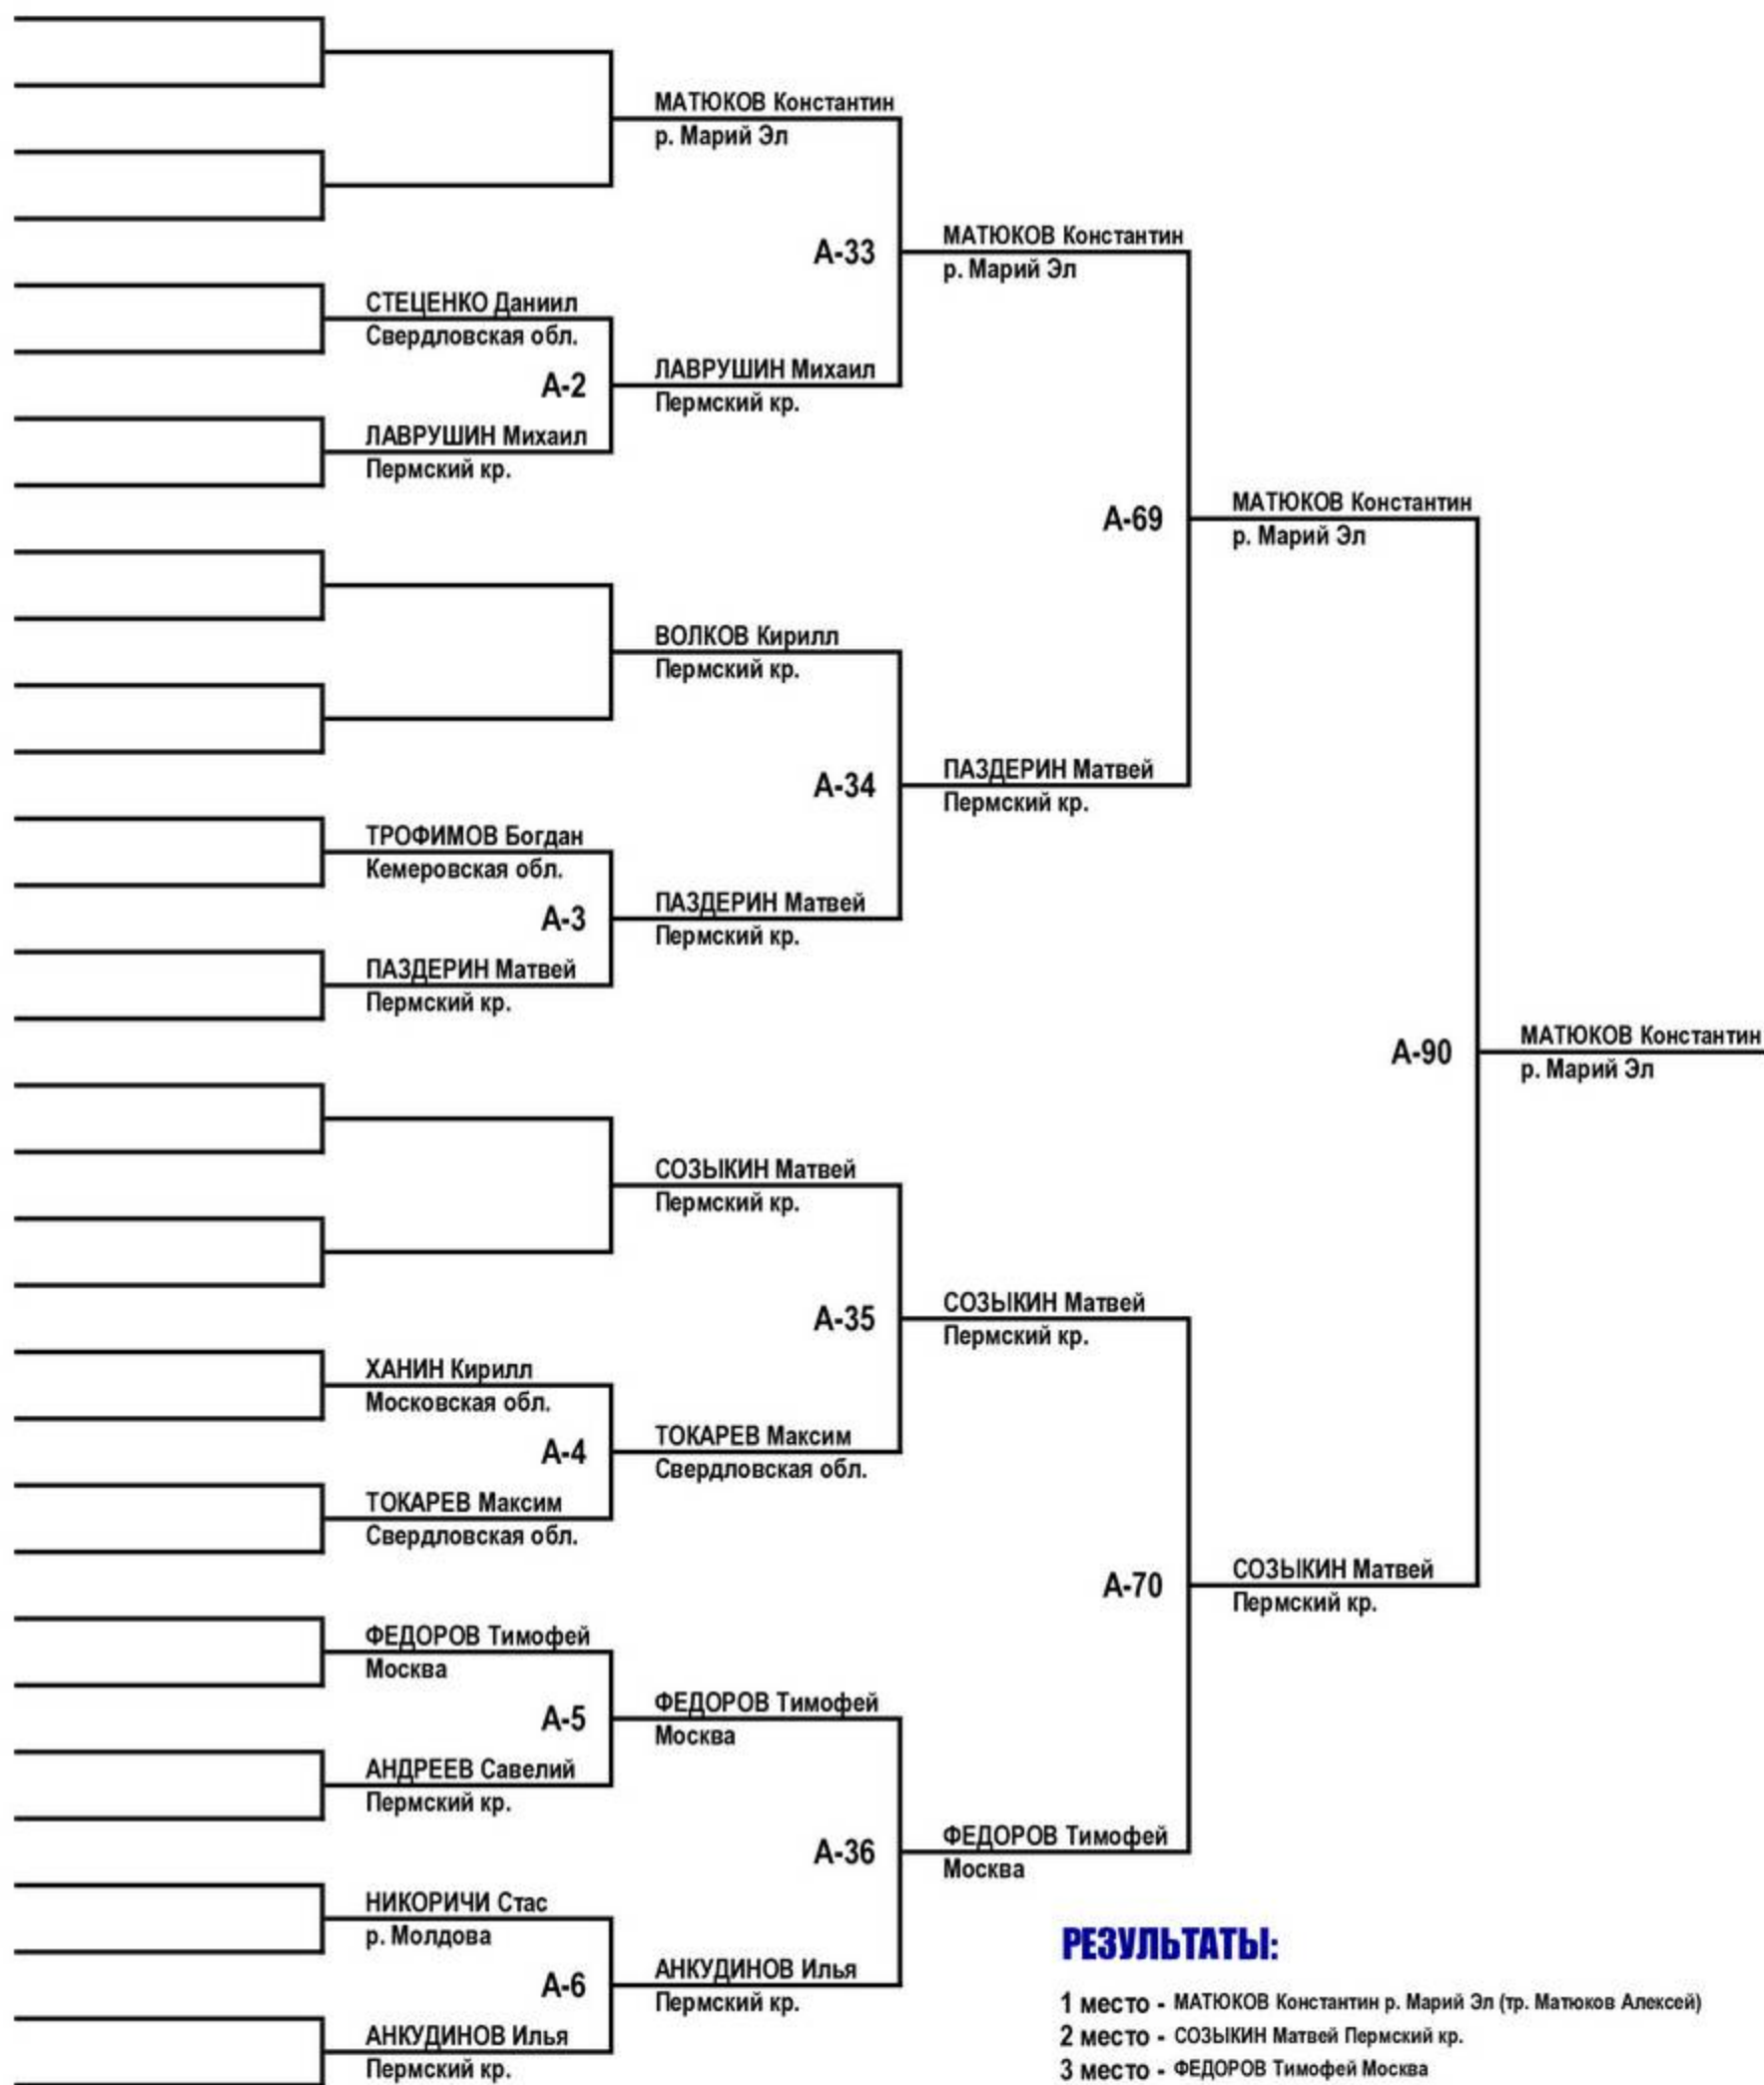 МАТЮКОВ Константин
р. Марий Эл
А-33
МАТЮКОВ Константин
р. Марий Эл
СТЕЦЕНКО Даниил
Свердловская обл.
А-2
ЛАВРУШИН Михаил
Пермский кр.
ЛАВРУШИН Михаил
Пермский кр.
А-69
МАТЮКОВ Константин
р. Марий Эл
ВОЛКОВ Кирилл
Пермский кр.
А-34
ПАЗДЕРИН Матвей
Пермский кр.
ТРОФИМОВ Богдан
Кемеровская обл.
А-3
ПАЗДЕРИН Матвей
Пермский кр.
ПАЗДЕРИН Матвей
Пермский кр.
А-90
МАТЮКОВ Константин
р. Марий Эл
СОЗЫКИН Матвей
Пермский кр.
А-35
СОЗЫКИН Матвей
Пермский кр.
ХАНИН Кирилл
Московская обл.
А-4
ТОКАРЕВ Максим
Свердловская обл.
ТОКАРЕВ Максим
Свердловская обл.
А-70
СОЗЫКИН Матвей
Пермский кр.
ФЕДОРОВ Тимофей
Москва
А-5
ФЕДОРОВ Тимофей
Москва
АНДРЕЕВ Савелий
Пермский кр.
А-36
ФЕДОРОВ Тимофей
Москва
НИКОРИЧИ Стас
р. Молдова
А-6
АНКУДИНОВ Илья
Пермский кр.
АНКУДИНОВ Илья
Пермский кр.
РЕЗУЛЬТАТЫ:
1 место - МАТЮКОВ Константин р. Марий Эл (тр. Матюков Алексей)
2 место - СОЗЫКИН Матвей Пермский кр.
3 место - ФЕДОРОВ Тимофей Москва